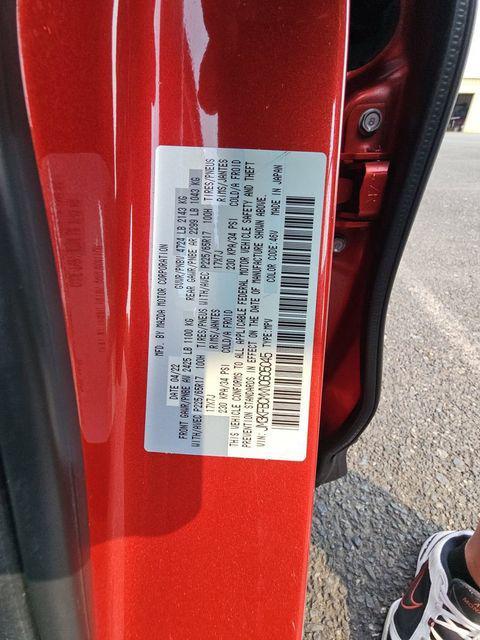 MFD. BY MAZDA MOTOR CORPORATION
DATE 04/22 GVWR/PNBV 4724 LB 2143 KG
FRONT GAWR/PNBE AV 2425 LB 1100 KG REAR GAWR/PNBE AR 2299 LB 1043 KG
WITH/AVEC P225/65R17 100H TIRES/PNEUS WITH/AVEC P225/65R17 100H TIRES/PNEUS
17X7J RIMS/JANTES 17X7J RIMS/JANTES
230 KPA/34 PSI COLD/A FROID 230 KPA/34 PSI COLD/A FROID
THIS VEHICLE CONFORMS TO ALL APPLICABLE FEDERAL MOTOR VEHICLE SAFETY AND THEFT
PREVENTION STANDARDS IN EFFECT ON THE DATE OF MANUFACTURE SHOWN ABOVE.
VIN: TYPE:MPV COLOR CODE:46V MADE IN JAPAN
8